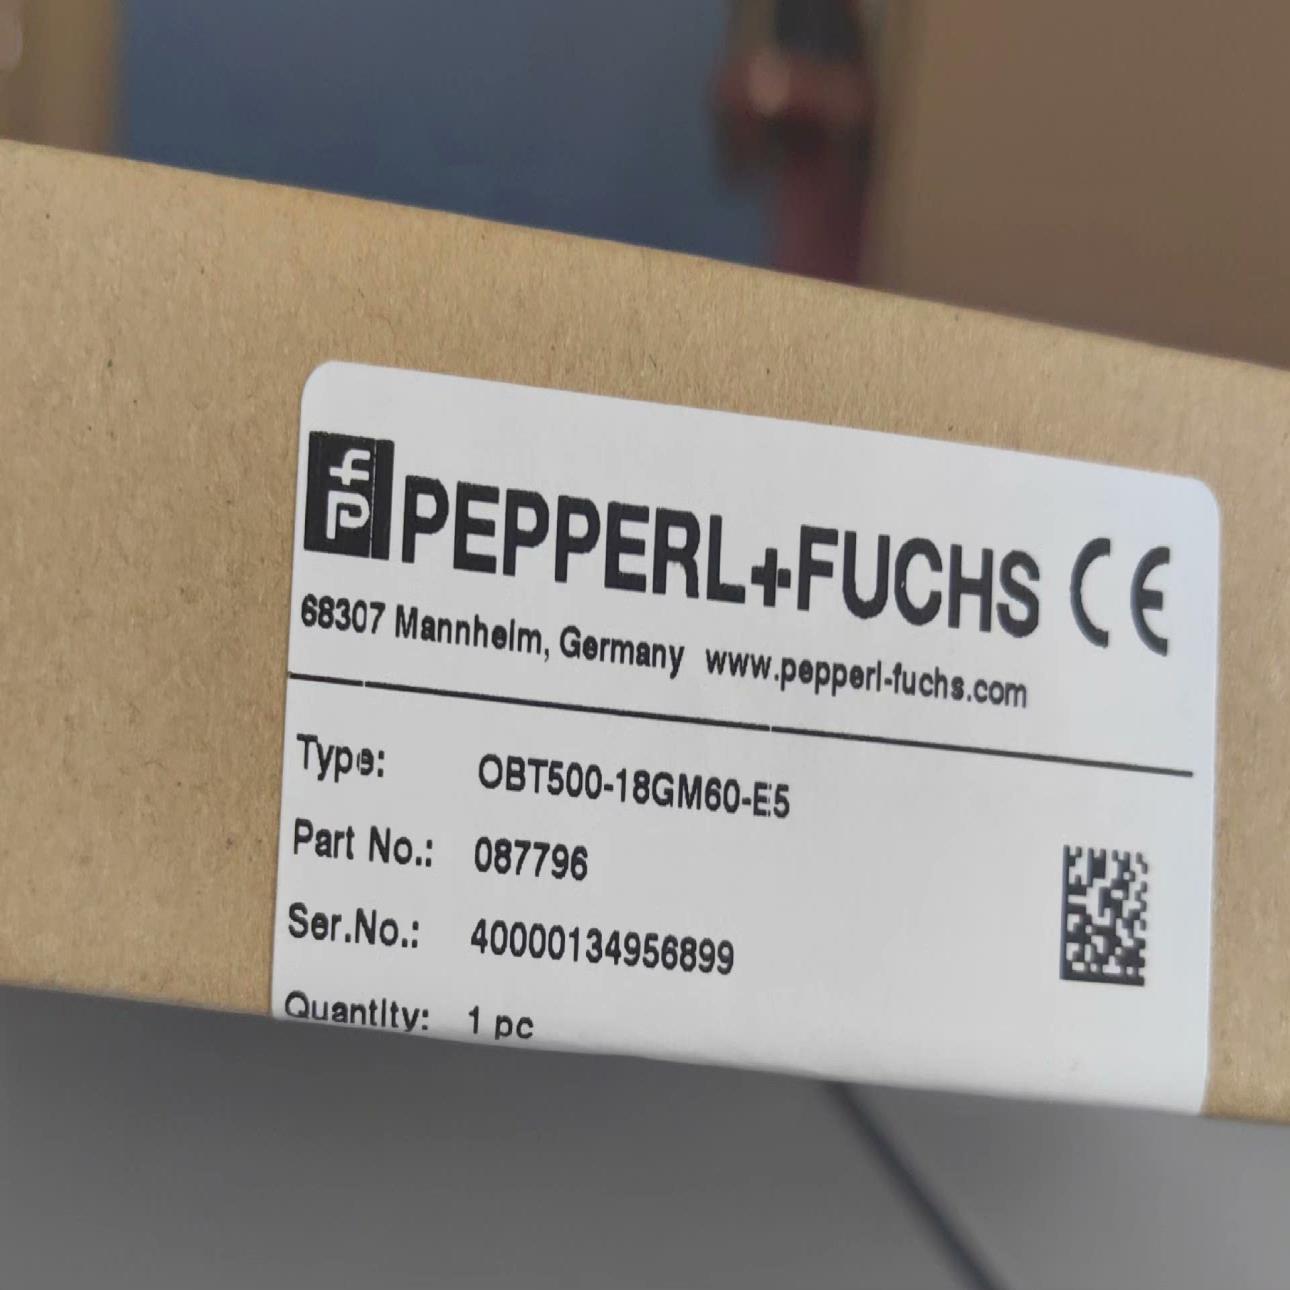 fp PEPPERL+FUCHS CE
68307 Mannheim, Germany www.pepperl-fuchs.com
Type: OBT500-18GM60-E5
Part No.: 087796
Ser.No.: 40000134956899
Quantity: 1 pc